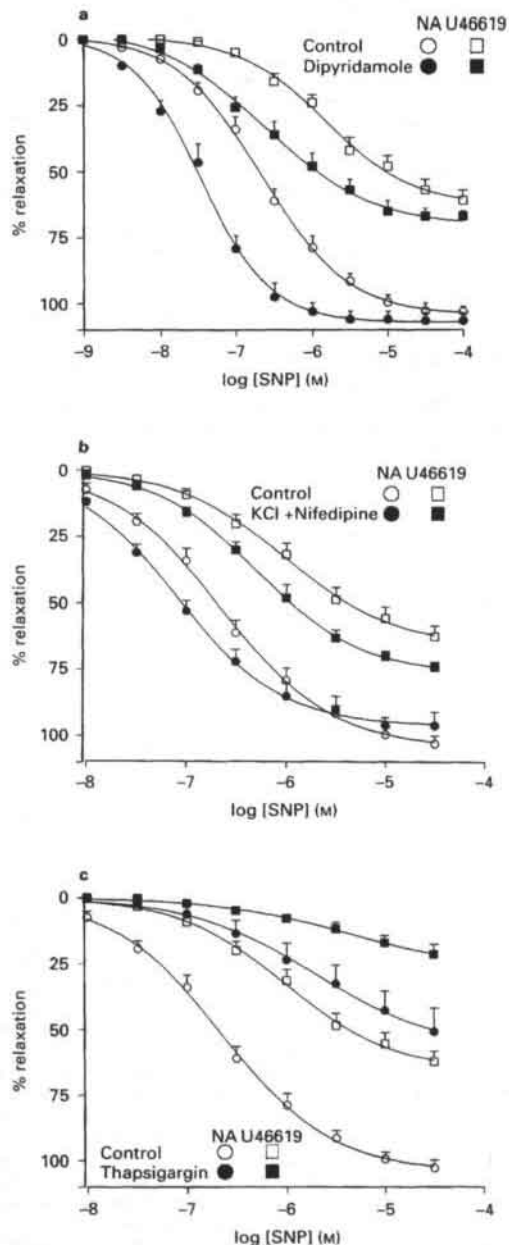 a
NA U46619
Control
Dipyridamole
0
25
50
75
100
% relaxation
-9 -8 -7 -6 -5 -4
log [SNP] (M)
b
NA U46619
Control
KCl +Nifedipine
0
25
50
75
100
% relaxation
-8 -7 -6 -5 -4
log [SNP] (M)
c
0
25
50
75
100
% relaxation
NA U46619
Control
Thapsigargin
-8 -7 -6 -5 -4
log [SNP] (M)